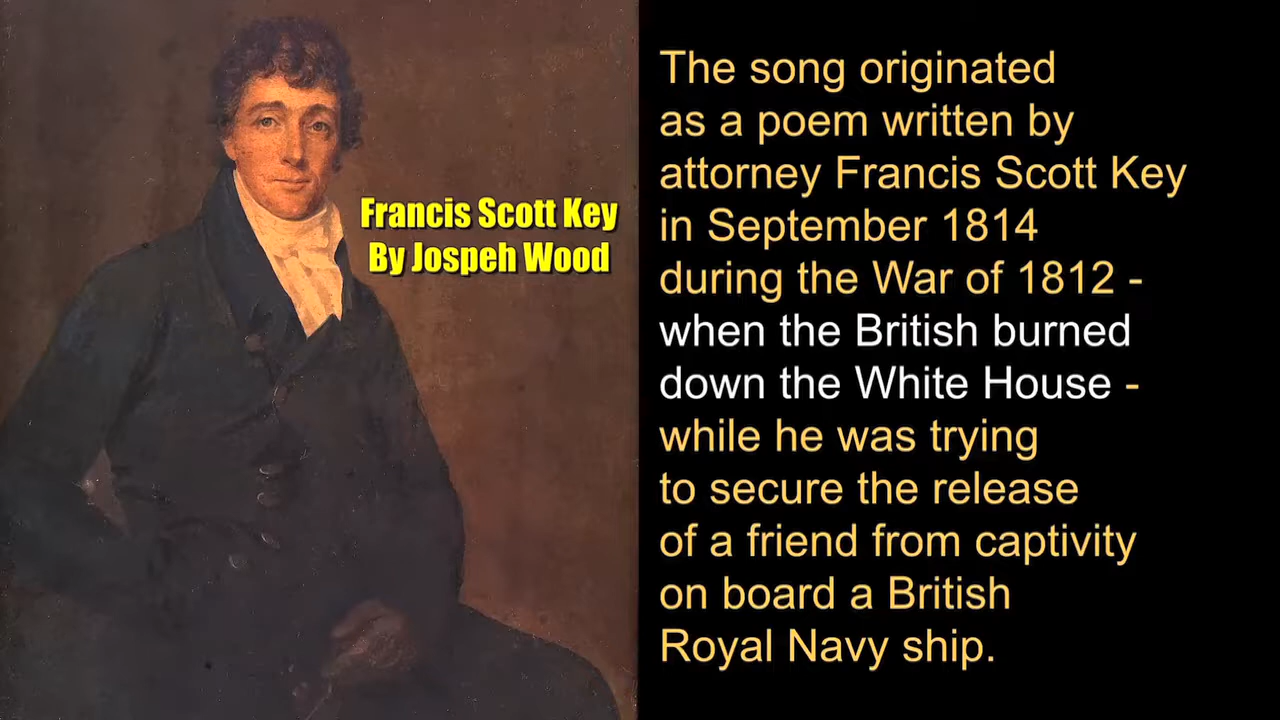 Francis Scott Key
By Jospeh Wood
The song originated
as a poem written by
attorney Francis Scott Key
in September 1814
during the War of 1812 -
when the British burned
down the White House -
while he was trying
to secure the release
of a friend from captivity
on board a British
Royal Navy ship.